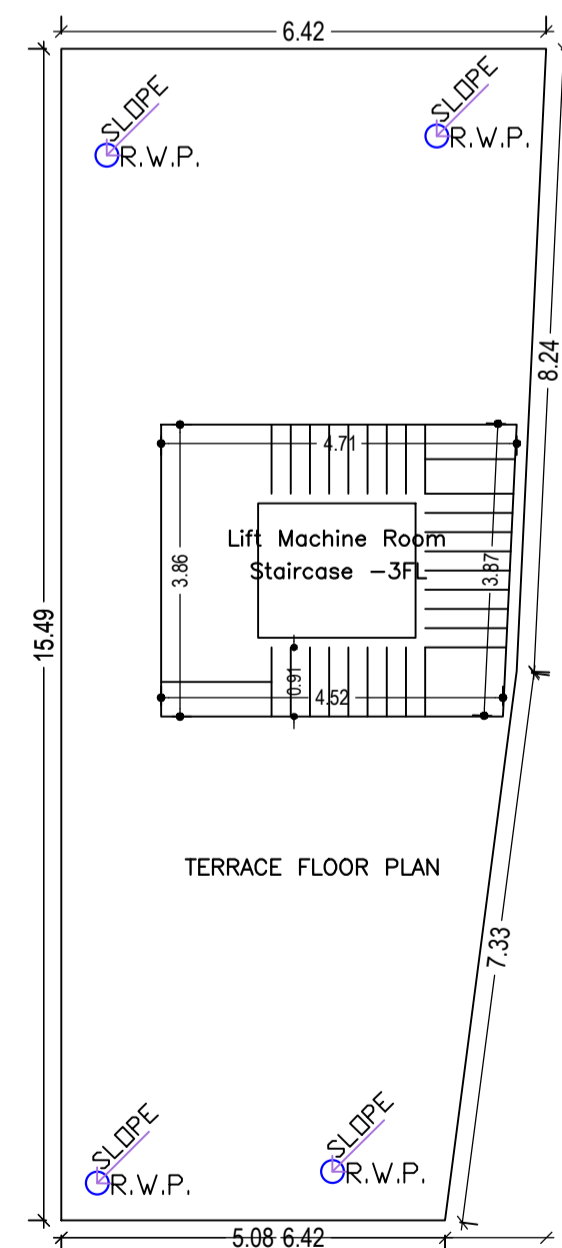 6.42
SLOPE
SLOPE
R.W.P.
R.W.P.
8.24
4.71
Lift Machine Room
Staircase -3FL
3.86
3.87
15.49
0.91
4.52
TERRACE FLOOR PLAN
7.33
SLOPE
SLOPE
R.W.P.
R.W.P.
5.08 6.42